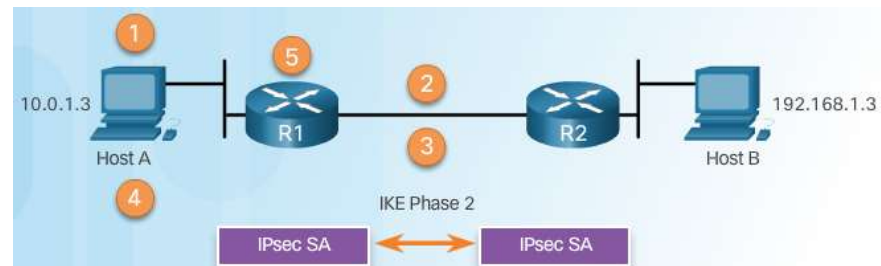 1
5
2
10.0.1.3
192.168.1.3
R1
R2
3
Host A
Host B
4
IKE Phase 2
IPsec SA
IPsec SA